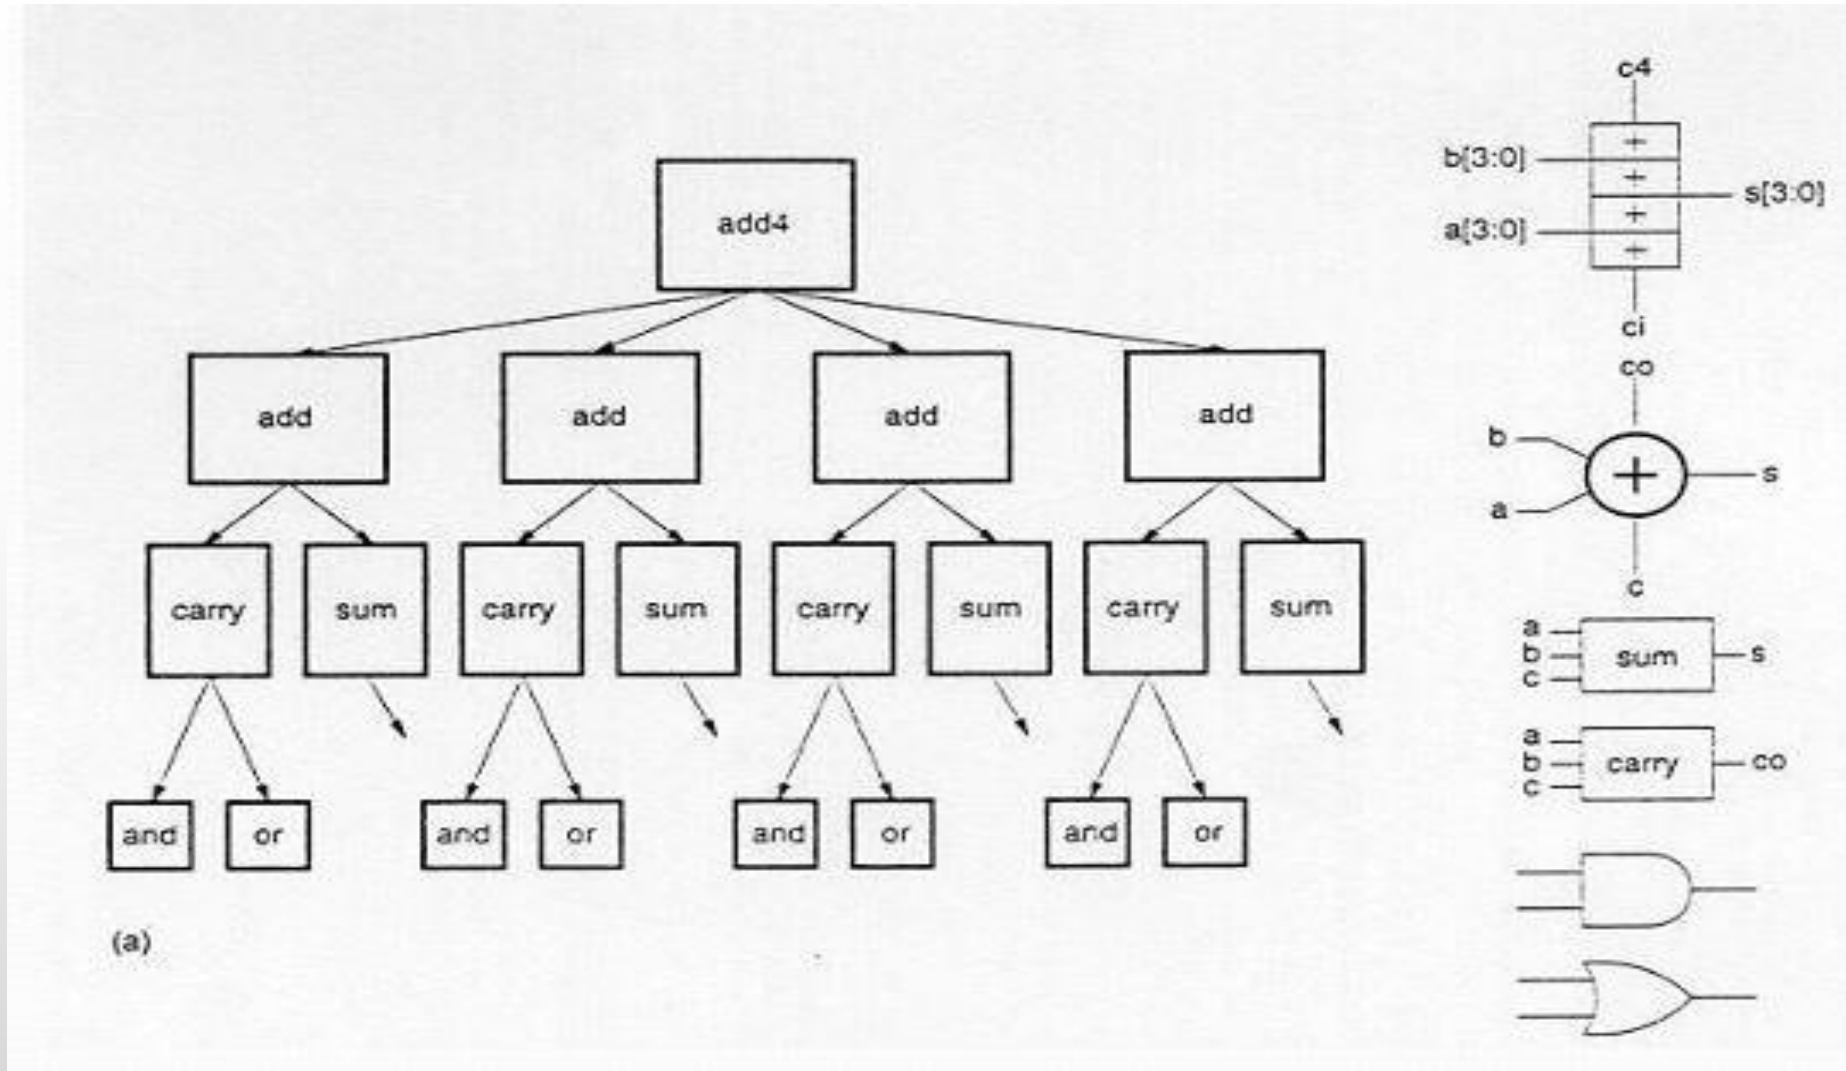 add4
add add add add
carry sum carry sum carry sum carry sum
and or and or and or and or
(a)
c4
+
b[3:0]
+
s[3:0]
+
a[3:0]
+
ci
co
b
+
s
a
c
a
b sum s
c
a
b carry co
c